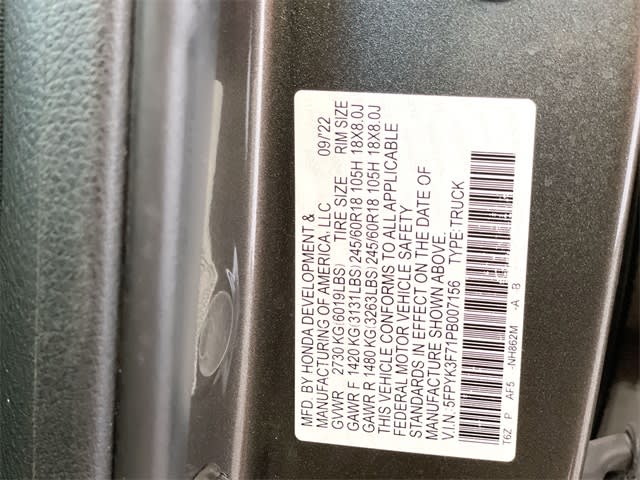 MFD. BY HONDA DEVELOPMENT &
MANUFACTURING OF AMERICA, LLC 09/22
GVWR 2730 KG(6019LBS) TIRE SIZE RIM SIZE
GAWR F 1420 KG(3131LBS)245/60R18 105H 18X8.0J
GAWR R 1480 KG(3263LBS)245/60R18 105H 18X8.0J
THIS VEHICLE CONFORMS TO ALL APPLICABLE
FEDERAL MOTOR VEHICLE SAFETY
STANDARDS IN EFFECT ON THE DATE OF
MANUFACTURE SHOWN ABOVE.
V.I.N.:5FPYK3F71PB007156 TYPE:TRUCK
T6Z P AF5 -NH862M -A B